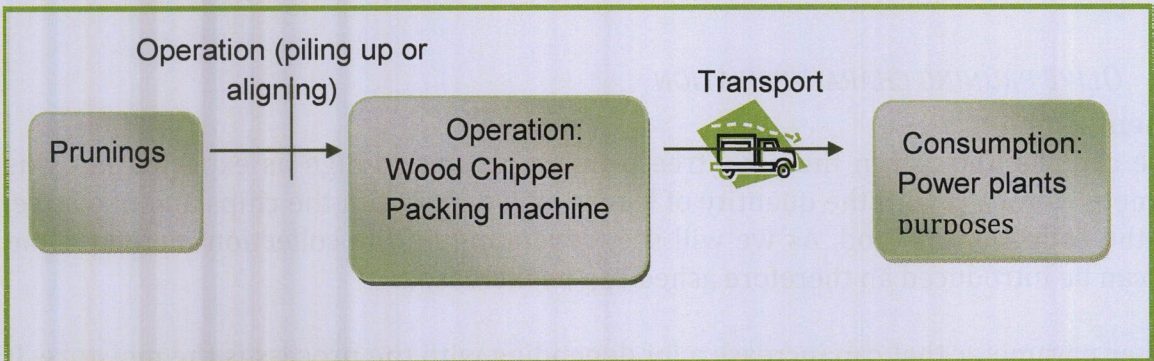 Operation (piling up or
aligning)
Prunings
Operation:
Wood Chipper
Packing machine
Transport
Consumption:
Power plants
purposes